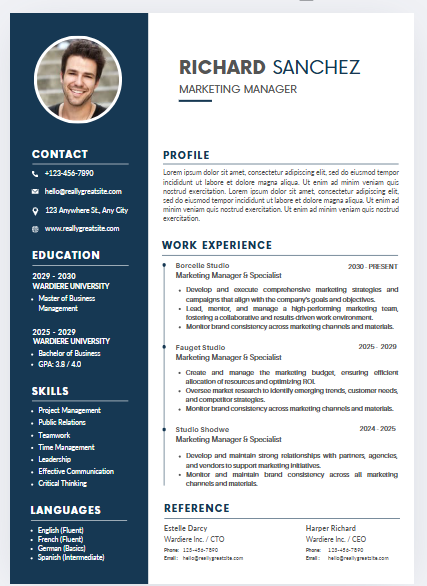 RICHARD SANCHEZ
MARKETING MANAGER
CONTACT
+123-456-7890
hello@reallygreatsite.com
123 Anywhere St., Any City
www.reallygreatsite.com
EDUCATION
2029 - 2030
WARDIERE UNIVERSITY
• Master of Business
Management
2025 - 2029
WARDIERE UNIVERSITY
• Bachelor of Business
• GPA: 3.8 / 4.0
SKILLS
• Project Management
• Public Relations
• Teamwork
• Time Management
• Leadership
• Effective Communication
• Critical Thinking
LANGUAGES
• English (Fluent)
• French (Fluent)
• German (Basics)
• Spanish (Intermediate)
PROFILE
Lorem ipsum dolor sit amet, consectetur adipiscing elit, sed do eiusmod tempor
incididunt ut labore et dolore magna aliqua. Ut enim ad minim veniam quis
nostrud exercitation. Lorem ipsum dolor sit amet, consectetur adipiscing elit,
sed do eiusmod tempor incididunt ut labore et dolore magna aliqua. Ut enim ad
minim veniam quis nostrud exercitation. Ut enim ad minim veniam quis nostrud
exercitation.
WORK EXPERIENCE
Borcelle Studio 2030 - PRESENT
Marketing Manager & Specialist
• Develop and execute comprehensive marketing strategies and
campaigns that align with the company's goals and objectives.
• Lead, mentor, and manage a high-performing marketing team,
fostering a collaborative and results-driven work environment.
• Monitor brand consistency across marketing channels and materials.
Fauget Studio 2025 - 2029
Marketing Manager & Specialist
• Create and manage the marketing budget, ensuring efficient
allocation of resources and optimizing ROI.
• Oversee market research to identify emerging trends, customer needs,
and competitor strategies.
• Monitor brand consistency across marketing channels and materials.
Studio Shodwe 2024 - 2025
Marketing Manager & Specialist
• Develop and maintain strong relationships with partners, agencies,
and vendors to support marketing initiatives.
• Monitor and maintain brand consistency across all marketing
channels and materials.
REFERENCE
Estelle Darcy
Wardiere Inc. / CTO
Phone: 123-456-7890
Email: hello@reallygreatsite.com
Harper Richard
Wardiere Inc. / CEO
Phone: 123-456-7890
Email: hello@reallygreatsite.com